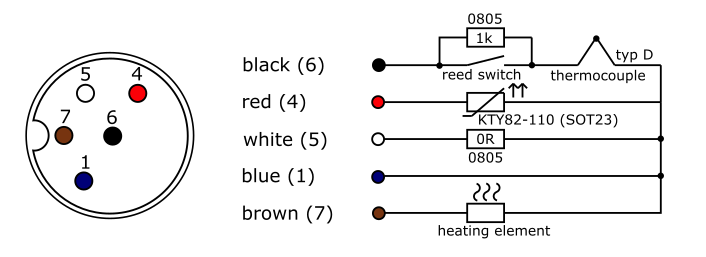 5
4
7
6
1
black (6)
red (4)
white (5)
blue (1)
brown (7)
0805
1k
reed switch
typ D
thermocouple
KTY82-110 (SOT23)
0R
0805
heating element